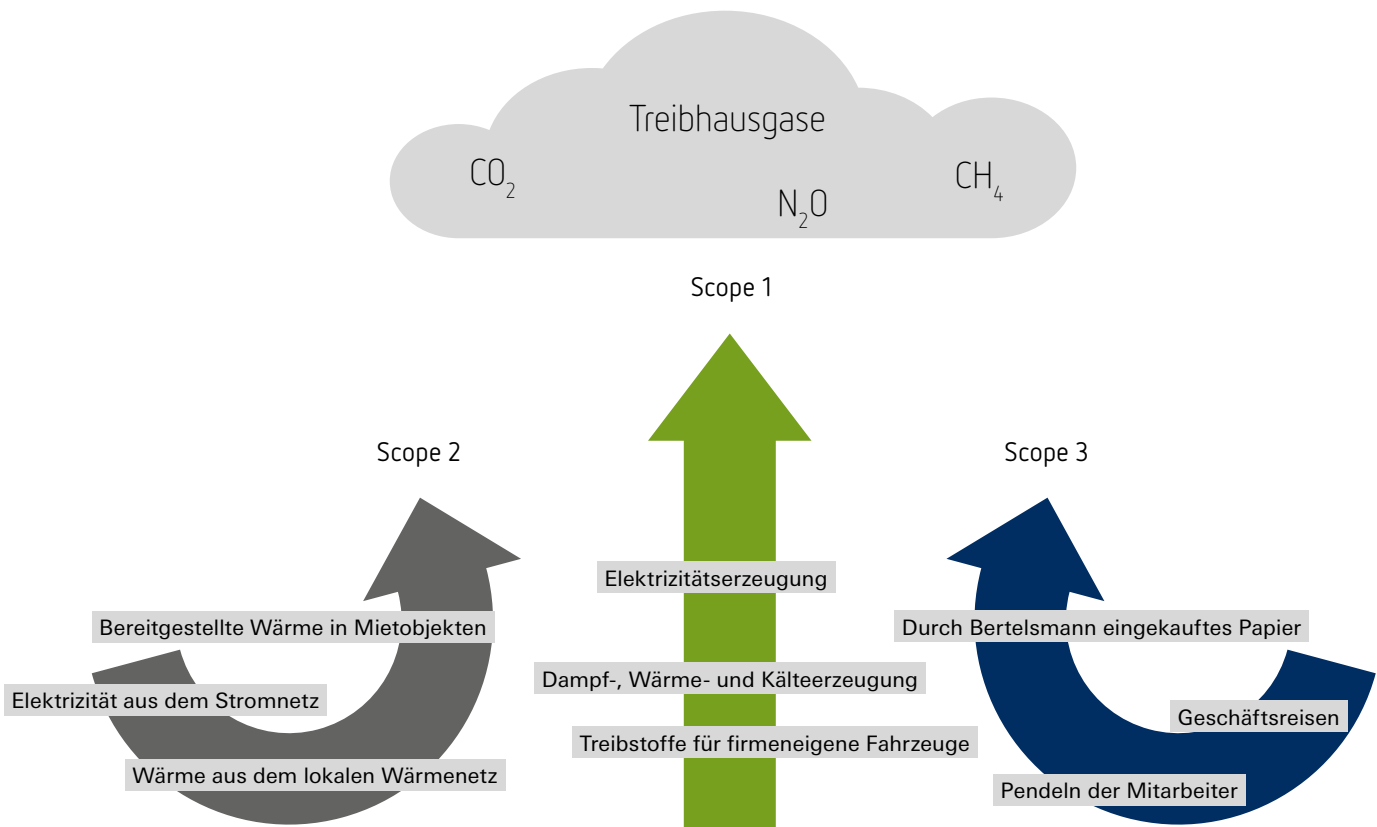 Treibhausgase
CO₂
N₂O
CH₄
Scope 1
Scope 2
Scope 3
Elektrizitätserzeugung
Bereitgestellte Wärme in Mietobjekten
Durch Bertelsmann eingekauftes Papier
Elektrizität aus dem Stromnetz
Dampf-, Wärme- und Kälteerzeugung
Geschäftsreisen
Treibstoffe für firmeneigene Fahrzeuge
Wärme aus dem lokalen Wärmenetz
Pendeln der Mitarbeiter